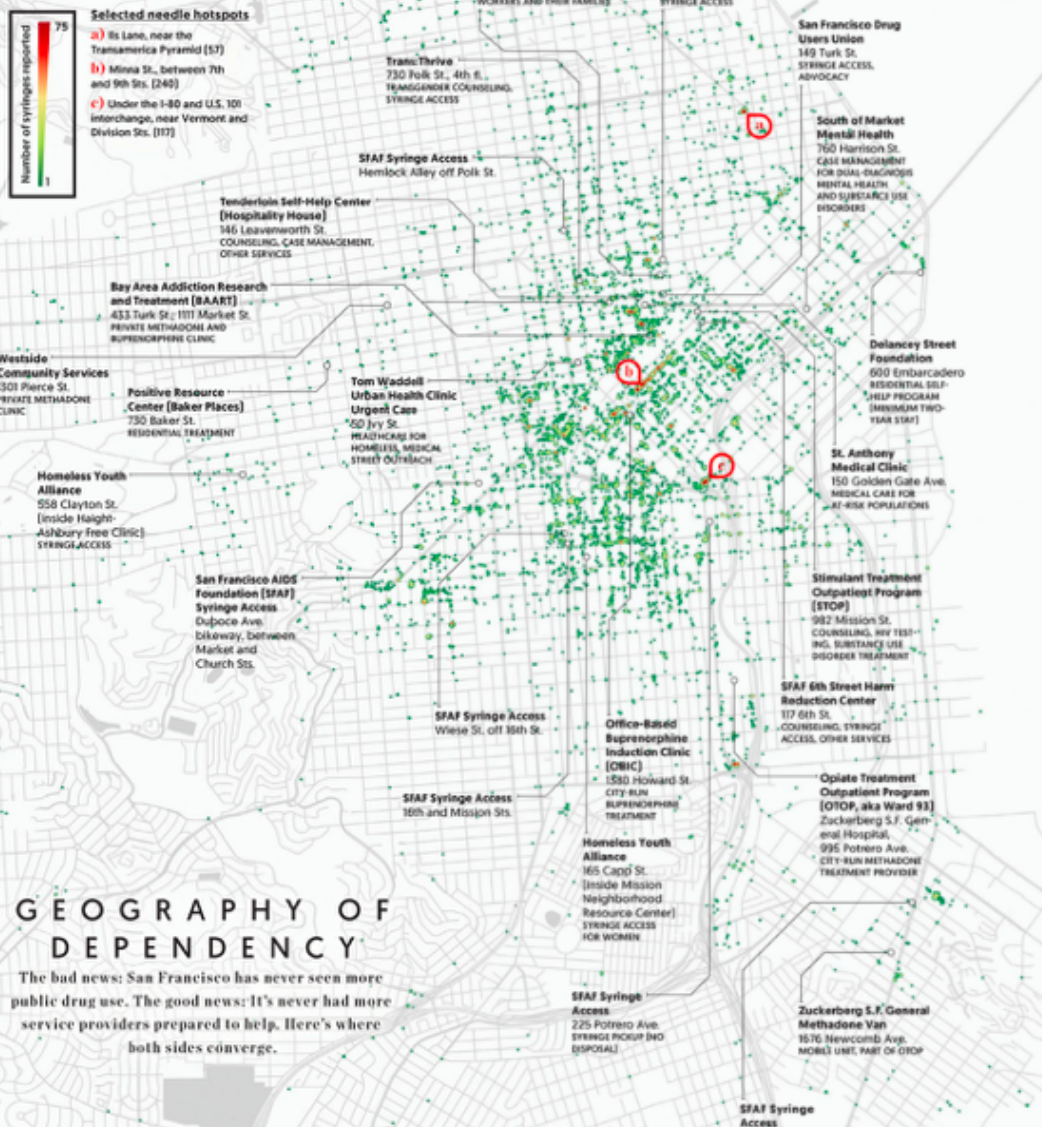 WORKERS AND THEIR FAMILIES
SYRINGE ACCESS
Number of syringes reported
75
1
Selected needle hotspots
a) Ils Lane, near the
Transamerica Pyramid (57)
b) Minna St., between 7th
and 9th Sts. (240)
c) Under the I-80 and U.S. 101
interchange, near Vermont and
Division Sts. (117)
San Francisco Drug
Users Union
149 Turk St.
SYRINGE ACCESS,
ADVOCACY
Trans:Thrive
730 Polk St., 4th fl.
TRANSGENDER COUNSELING,
SYRINGE ACCESS
a
South of Market
Mental Health
760 Harrison St.
CASE MANAGEMENT
FOR DUAL-DIAGNOSIS
MENTAL HEALTH
AND SUBSTANCE USE
DISORDERS
SFAF Syringe Access
Hemlock Alley off Polk St.
Tenderloin Self-Help Center
(Hospitality House)
146 Leavenworth St.
COUNSELING, CASE MANAGEMENT,
OTHER SERVICES
Bay Area Addiction Research
and Treatment (BAART)
433 Turk St.; 1111 Market St.
PRIVATE METHADONE AND
BUPRENORPHINE CLINIC
Westside
Community Services
1301 Pierce St.
PRIVATE METHADONE
CLINIC
Positive Resource
Center (Baker Places)
730 Baker St.
RESIDENTIAL TREATMENT
Tom Waddell
Urban Health Clinic
Urgent Care
50 Ivy St.
HEALTHCARE FOR
HOMELESS, MEDICAL
STREET OUTREACH
b
Delancey Street
Foundation
600 Embarcadero
RESIDENTIAL SELF-
HELP PROGRAM
(MINIMUM TWO-
YEAR STAY)
c
St. Anthony
Medical Clinic
150 Golden Gate Ave.
MEDICAL CARE FOR
AT-RISK POPULATIONS
Homeless Youth
Alliance
558 Clayton St.
(inside Haight-
Ashbury Free Clinic)
SYRINGE ACCESS
San Francisco AIDS
Foundation (SFAF)
Syringe Access
Duboce Ave.
bikeway, between
Market and
Church Sts.
Stimulant Treatment
Outpatient Program
(STOP)
982 Mission St.
COUNSELING, HIV TEST-
ING, SUBSTANCE USE
DISORDER TREATMENT
SFAF 6th Street Harm
Reduction Center
117 6th St.
COUNSELING, SYRINGE
ACCESS, OTHER SERVICES
SFAF Syringe Access
Wiese St. off 16th St.
Office-Based
Buprenorphine
Induction Clinic
(OBIC)
1380 Howard St.
CITY-RUN
BUPRENORPHINE
TREATMENT
SFAF Syringe Access
16th and Mission Sts.
Opiate Treatment
Outpatient Program
(OTOP, aka Ward 93)
Zuckerberg S.F. Gen-
eral Hospital,
995 Potrero Ave.
CITY-RUN METHADONE
TREATMENT PROVIDER
Homeless Youth
Alliance
165 Capp St.
(inside Mission
Neighborhood
Resource Center)
SYRINGE ACCESS
FOR WOMEN
GEOGRAPHY OF
DEPENDENCY
The bad news: San Francisco has never seen more
public drug use. The good news: It's never had more
service providers prepared to help. Here's where
both sides converge.
SFAF Syringe
Access
225 Potrero Ave.
SYRINGE PICKUP (NO
DISPOSAL)
Zuckerberg S.F. General
Methadone Van
1676 Newcomb Ave.
MOBILE UNIT, PART OF OTOP
SFAF Syringe
Access